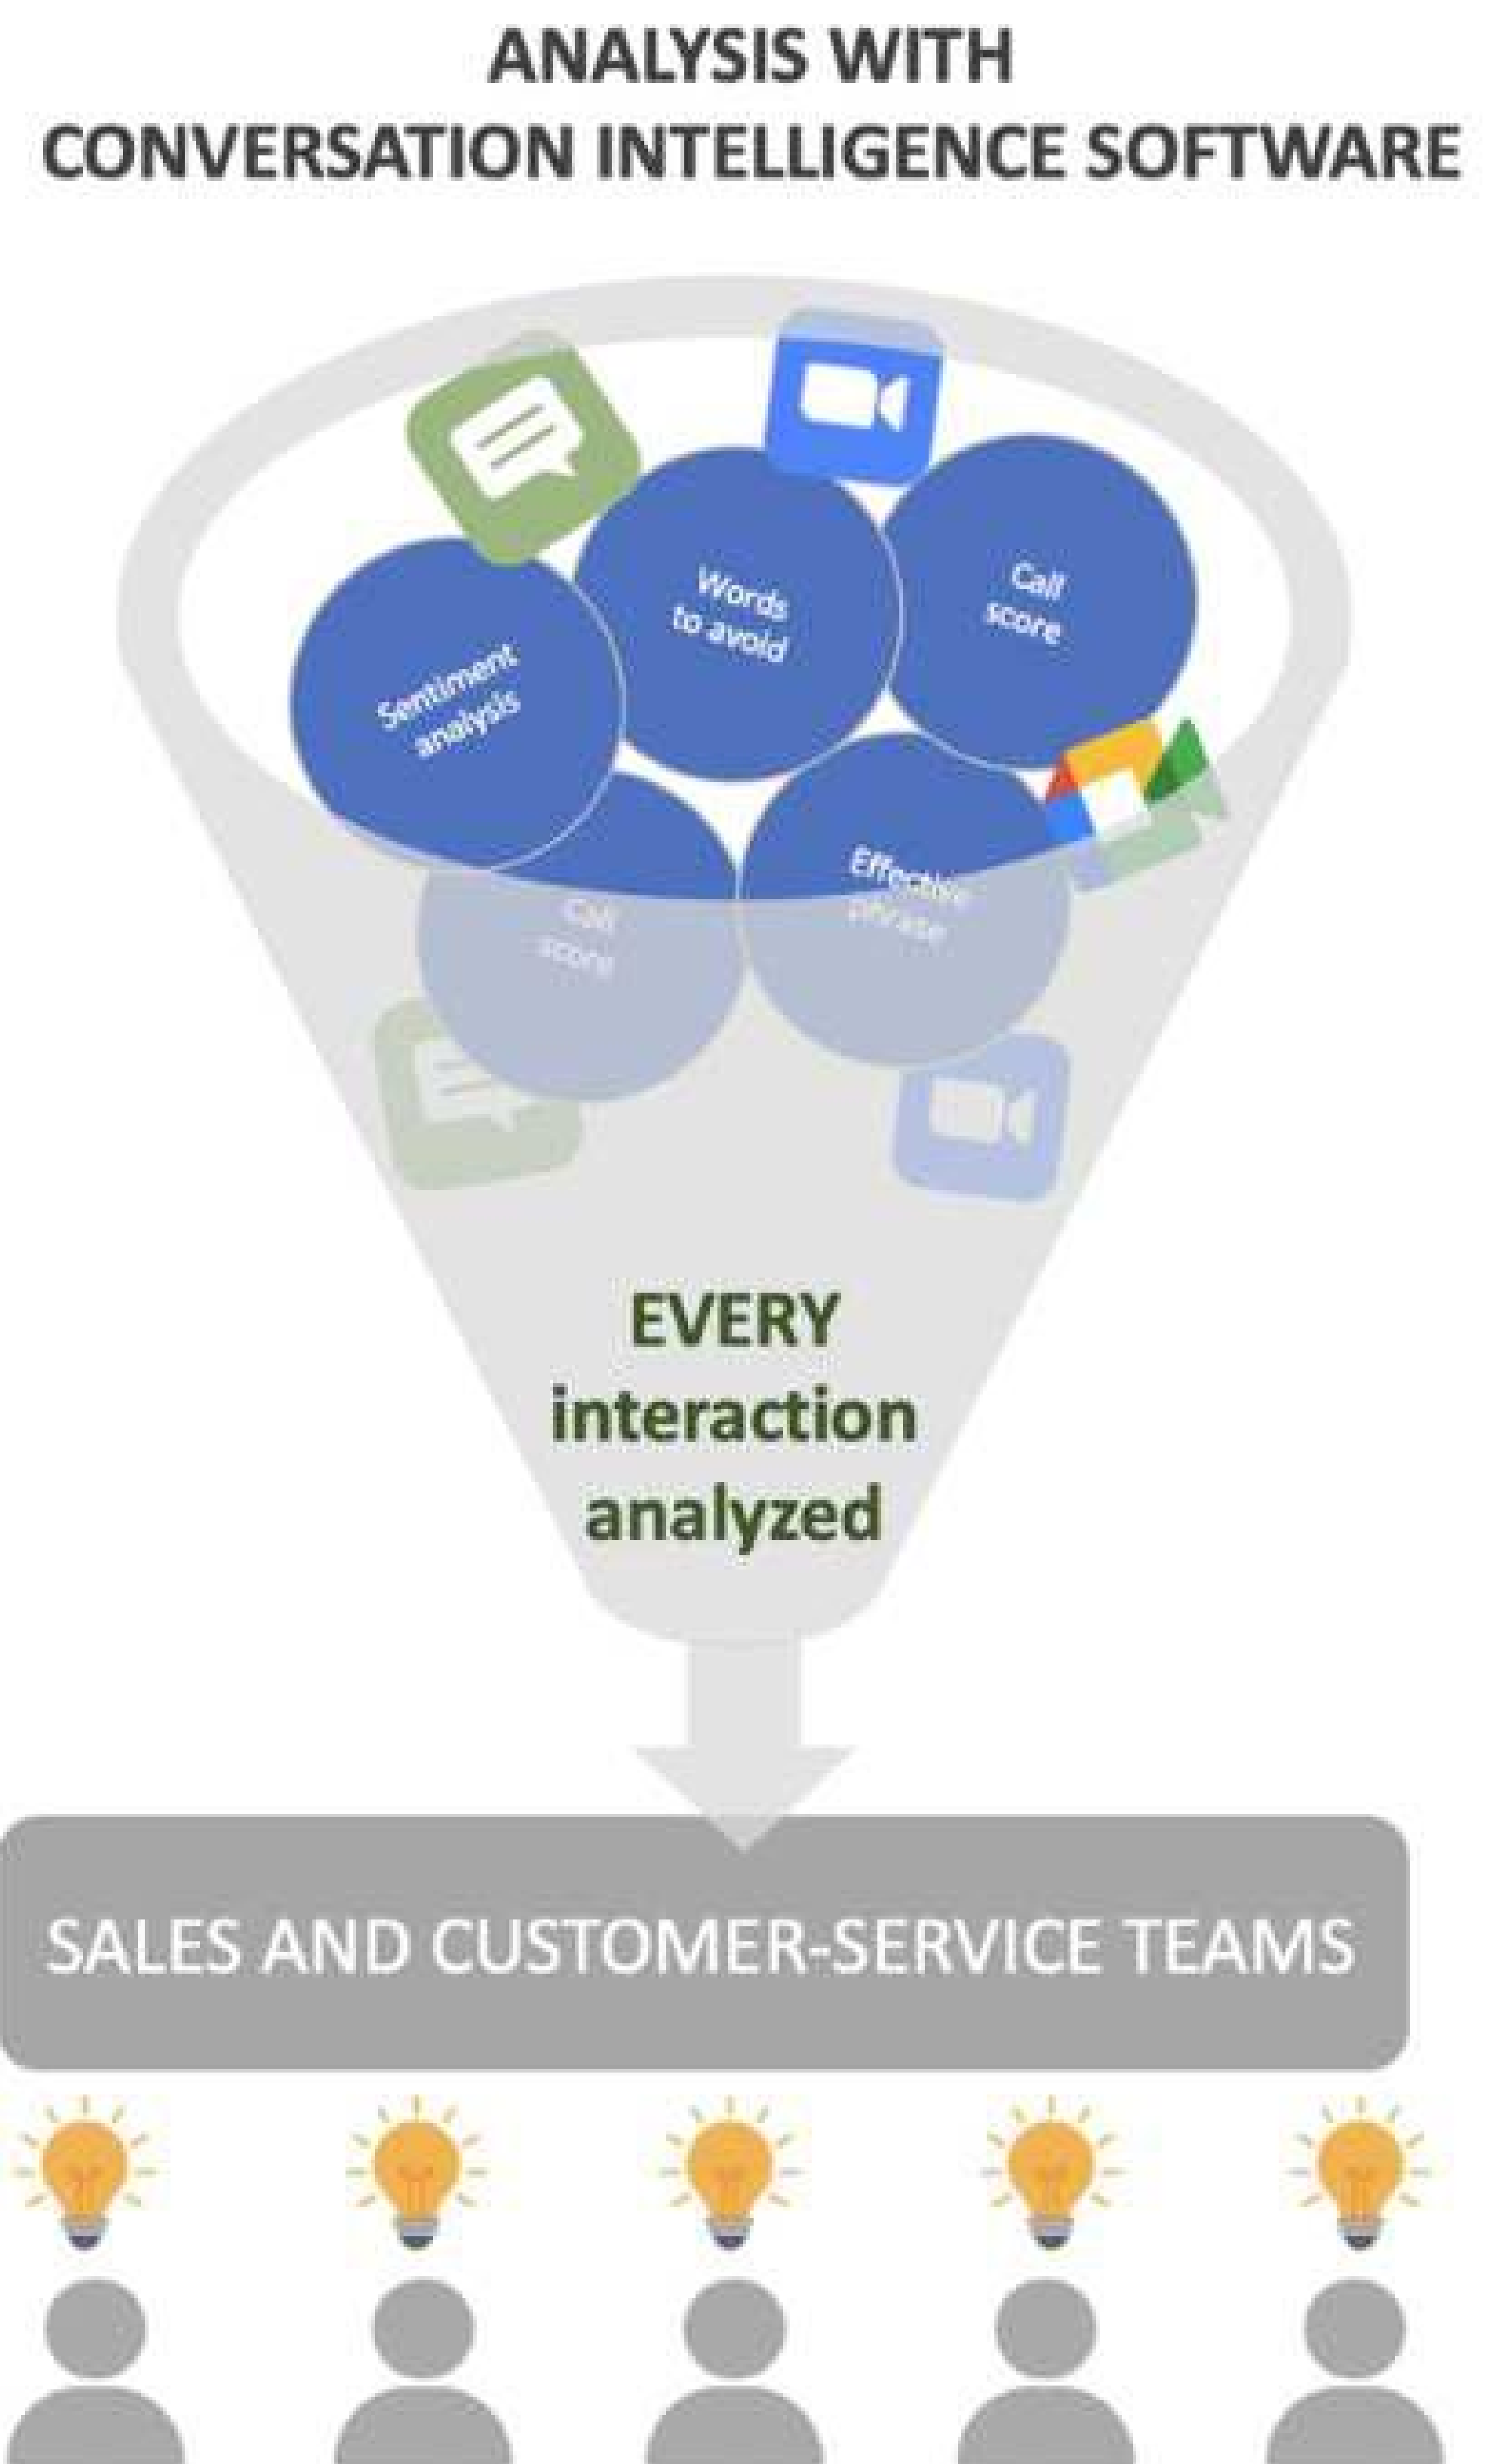 ANALYSIS WITH
CONVERSATION INTELLIGENCE SOFTWARE
Words
to avoid
Call
score
Sentiment
analysis
Effective
phrase
Call
score
EVERY
interaction
analyzed
SALES AND CUSTOMER-SERVICE TEAMS